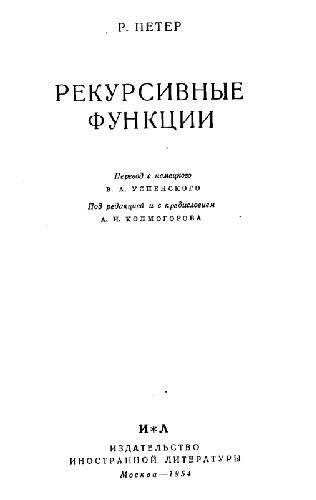 Р. ПЕТЕР
РЕКУРСИВНЫЕ
ФУНКЦИИ
Перевод с немецкого
В. А. УСПЕНСКОГО
Под редакцией и с предисловием
А. Н. КОЛМОГОРОВА
И*Л
ИЗДАТЕЛЬСТВО
ИНОСТРАННОЙ ЛИТЕРАТУРЫ
Москва—1954